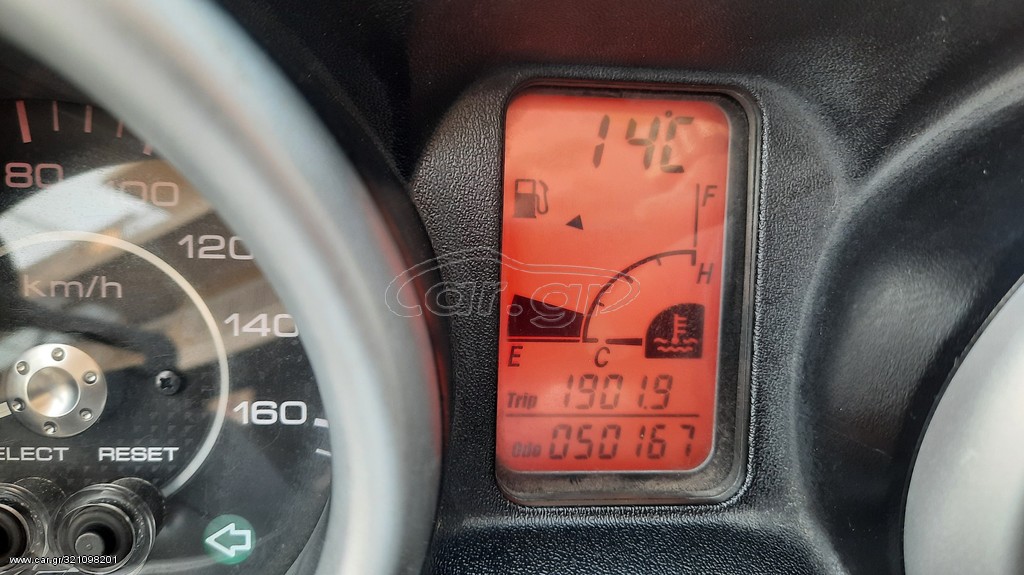 14°C
F
H
E
C
Trip 1901.9
Odo 050167
80
100
120
km/h
140
160
ELECT
RESET
car.gr
www.car.gr/321098201